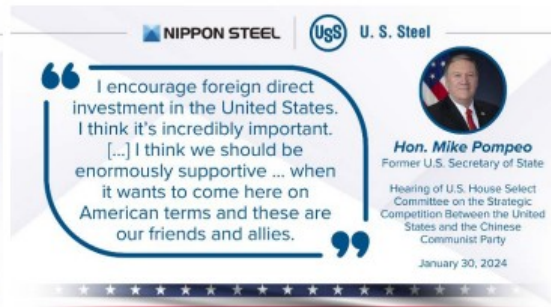 NIPPON STEEL
USS U. S. Steel
“ I encourage foreign direct
investment in the United States.
I think it's incredibly important.
[...] I think we should be
enormously supportive ... when
it wants to come here on
American terms and these are
our friends and allies. ”
Hon. Mike Pompeo
Former U.S. Secretary of State
Hearing of U.S. House Select
Committee on the Strategic
Competition Between the United
States and the Chinese
Communist Party
January 30, 2024